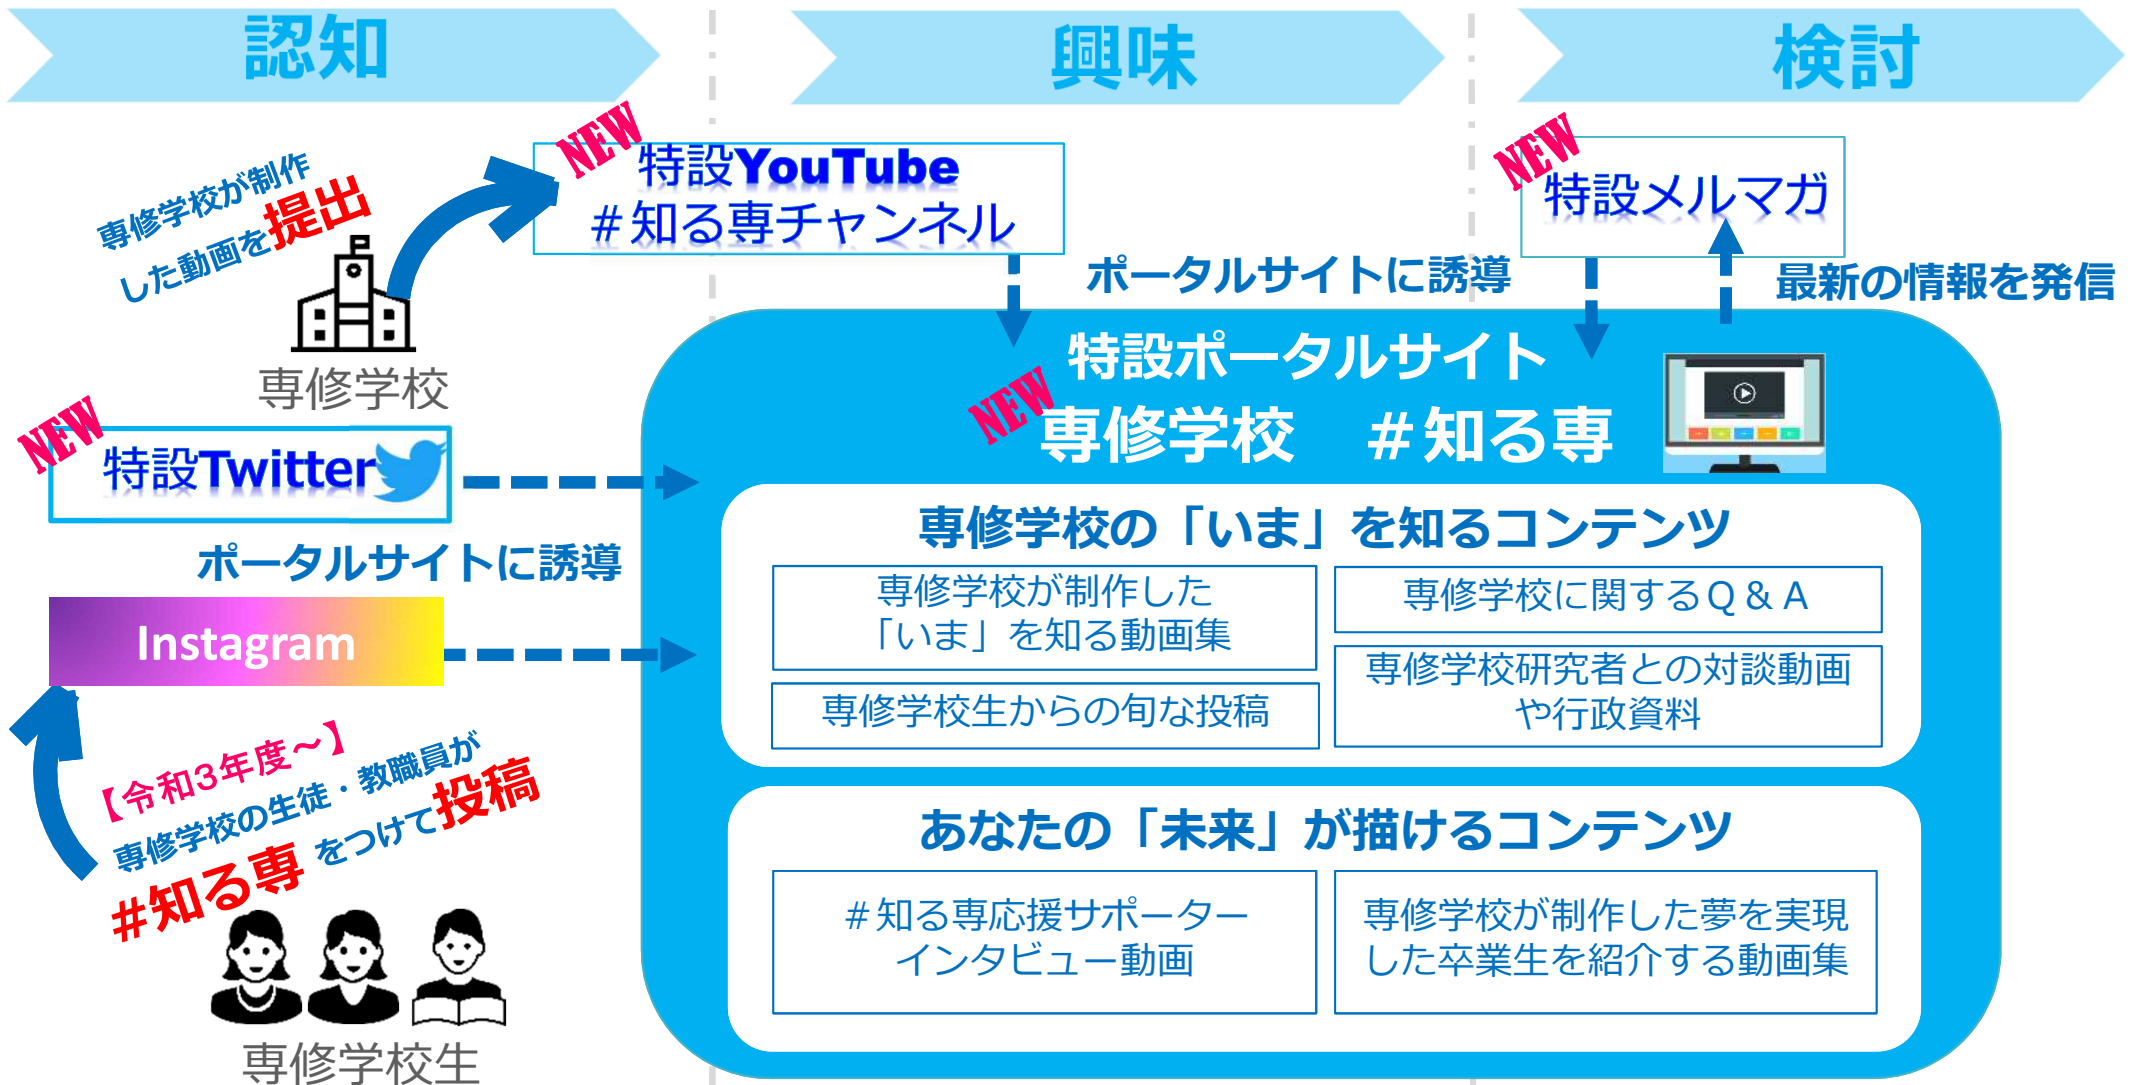 認知
興味
検討
専修学校が制作
した動画を提出
専修学校
NEW
特設YouTube
＃知る専チャンネル
ポータルサイトに誘導
NEW
特設メルマガ
最新の情報を発信
NEW
特設Twitter
ポータルサイトに誘導
Instagram
【令和3年度～】
専修学校の生徒・教職員が
#知る専 をつけて投稿
専修学校生
特設ポータルサイト
NEW
専修学校　＃知る専
専修学校の「いま」を知るコンテンツ
専修学校が制作した
「いま」を知る動画集
専修学校に関するＱ＆Ａ
専修学校生からの旬な投稿
専修学校研究者との対談動画
や行政資料
あなたの「未来」が描けるコンテンツ
＃知る専応援サポーター
インタビュー動画
専修学校が制作した夢を実現
した卒業生を紹介する動画集